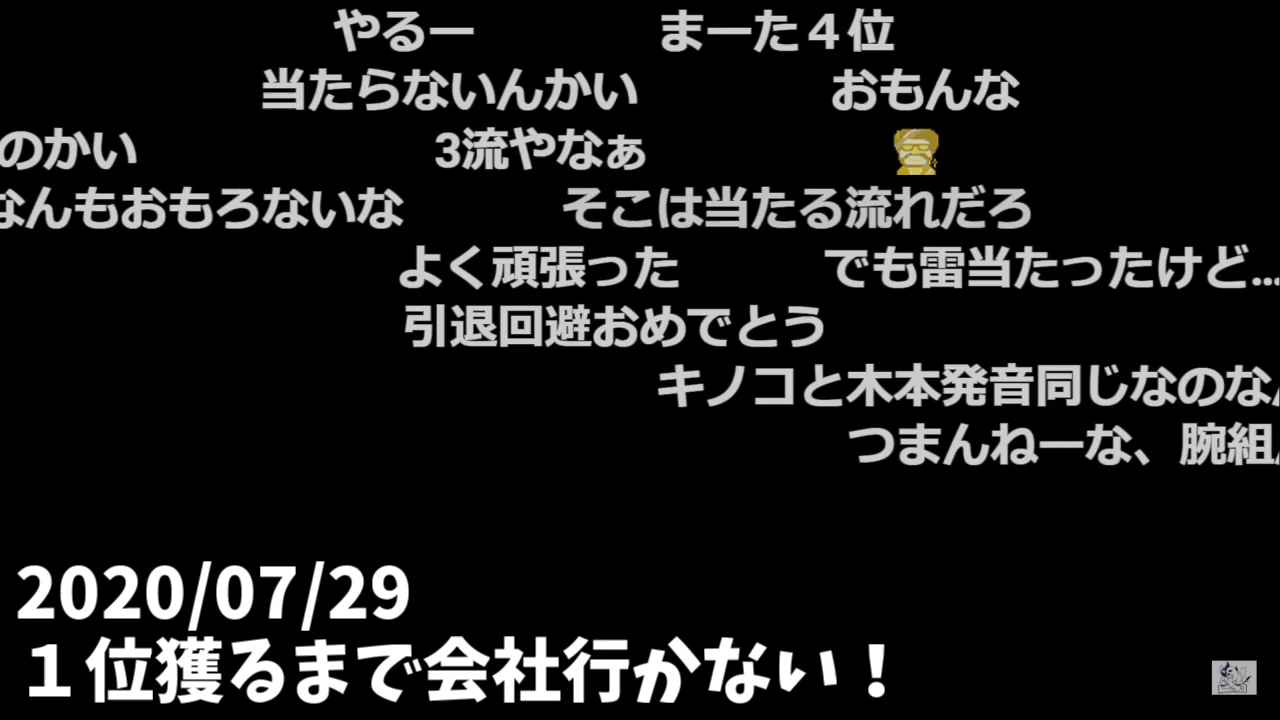 やるー まーた４位
当たらないんかい おもんな
のかい 3流やなぁ
なんもおもろないな そこは当たる流れだろ
よく頑張った でも雷当たったけど…
引退回避おめでとう
キノコと木本発音同じなのな
つまんねーな、腕組
2020/07/29
１位獲るまで会社行かない！